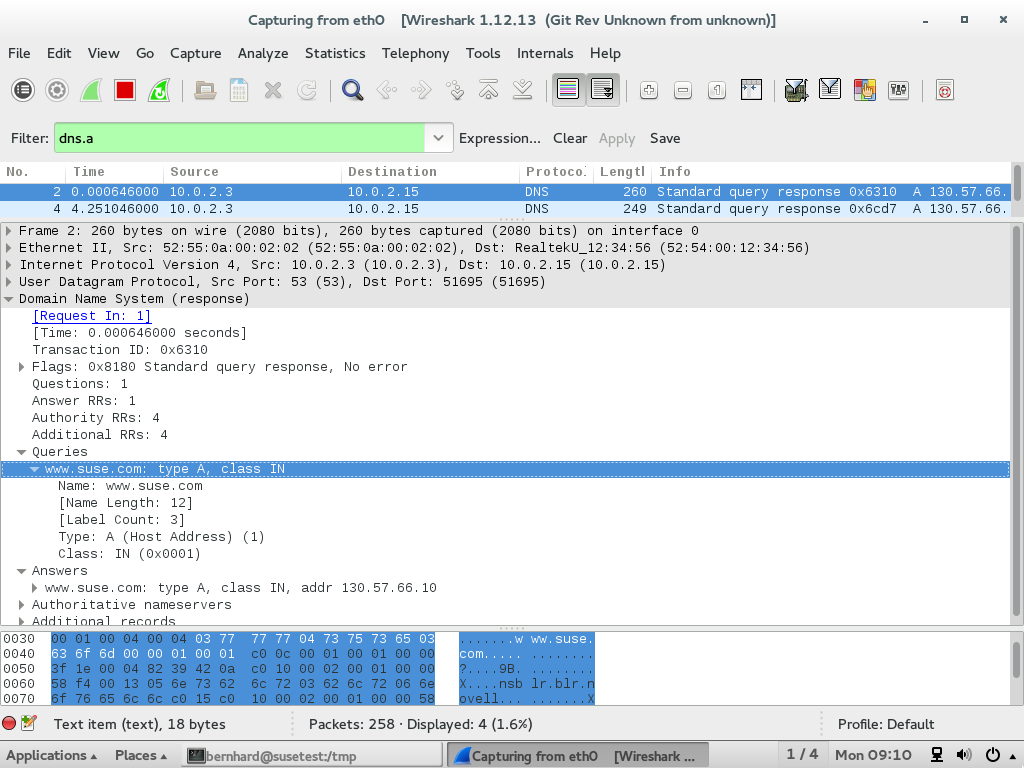 Capturing from eth0 [Wireshark 1.12.13 (Git Rev Unknown from unknown)]
File Edit View Go Capture Analyze Statistics Telephony Tools Internals Help
Filter: dns.a Expression... Clear Apply Save
No. Time Source Destination Protoco. Lengtl Info
2 0.000646000 10.0.2.3 10.0.2.15 DNS 260 Standard query response 0x6310 A 130.57.66.
4 4.251046000 10.0.2.3 10.0.2.15 DNS 249 Standard query response 0x6cd7 A 130.57.66.
Frame 2: 260 bytes on wire (2080 bits), 260 bytes captured (2080 bits) on interface 0
Ethernet II, Src: 52:55:0a:00:02:02 (52:55:0a:00:02:02), Dst: RealtekU_12:34:56 (52:54:00:12:34:56)
Internet Protocol Version 4, Src: 10.0.2.3 (10.0.2.3), Dst: 10.0.2.15 (10.0.2.15)
User Datagram Protocol, Src Port: 53 (53), Dst Port: 51695 (51695)
Domain Name System (response)
[Request In: 1]
[Time: 0.000646000 seconds]
Transaction ID: 0x6310
Flags: 0x8180 Standard query response, No error
Questions: 1
Answer RRs: 1
Authority RRs: 4
Additional RRs: 4
Queries
www.suse.com: type A, class IN
Name: www.suse.com
[Name Length: 12]
[Label Count: 3]
Type: A (Host Address) (1)
Class: IN (0x0001)
Answers
www.suse.com: type A, class IN, addr 130.57.66.10
Authoritative nameservers
Additional records
0030 00 01 00 04 00 04 03 77 77 77 04 73 75 73 65 03 .......w ww.suse.
0040 63 6f 6d 00 00 01 00 01 c0 0c 00 01 00 01 00 00 com..... ........
0050 3f 1e 00 04 82 39 42 0a c0 10 00 02 00 01 00 00 ?....9B. ........
0060 58 f4 00 13 05 6e 73 62 6c 72 03 62 6c 72 06 6e X....nsb lr.blr.n
0070 6f 76 65 6c 6c c0 15 c0 10 00 02 00 01 00 00 58 ovell... .......X
Text item (text), 18 bytes Packets: 258 · Displayed: 4 (1.6%) Profile: Default
Applications Places bernhard@susetest:/tmp Capturing from eth0 [Wireshark ... 1 / 4 Mon 09:10